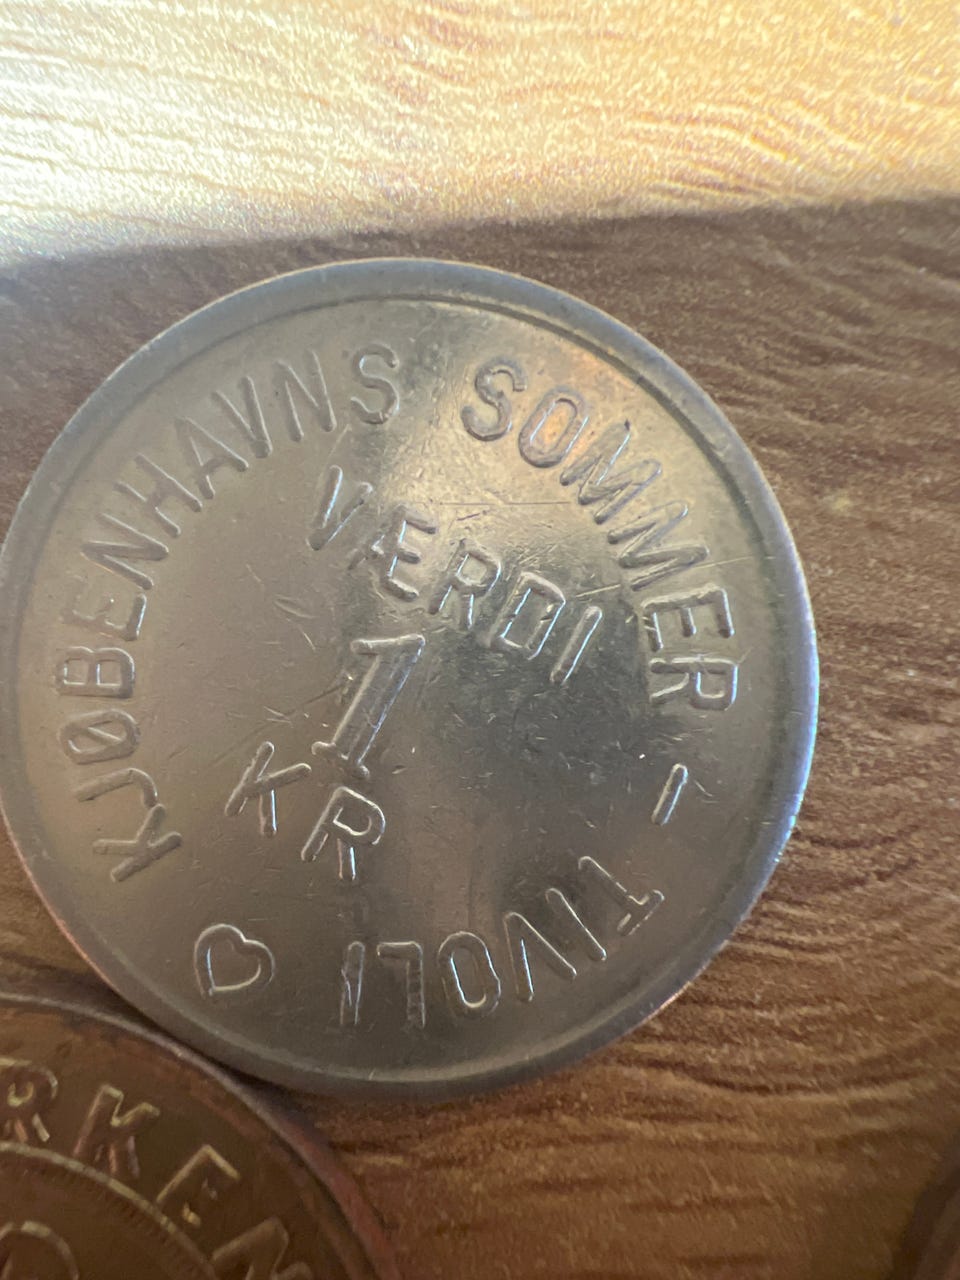 KJØBENHAVNS SOMMER - TIVOLI
VÆRDI
1
KR